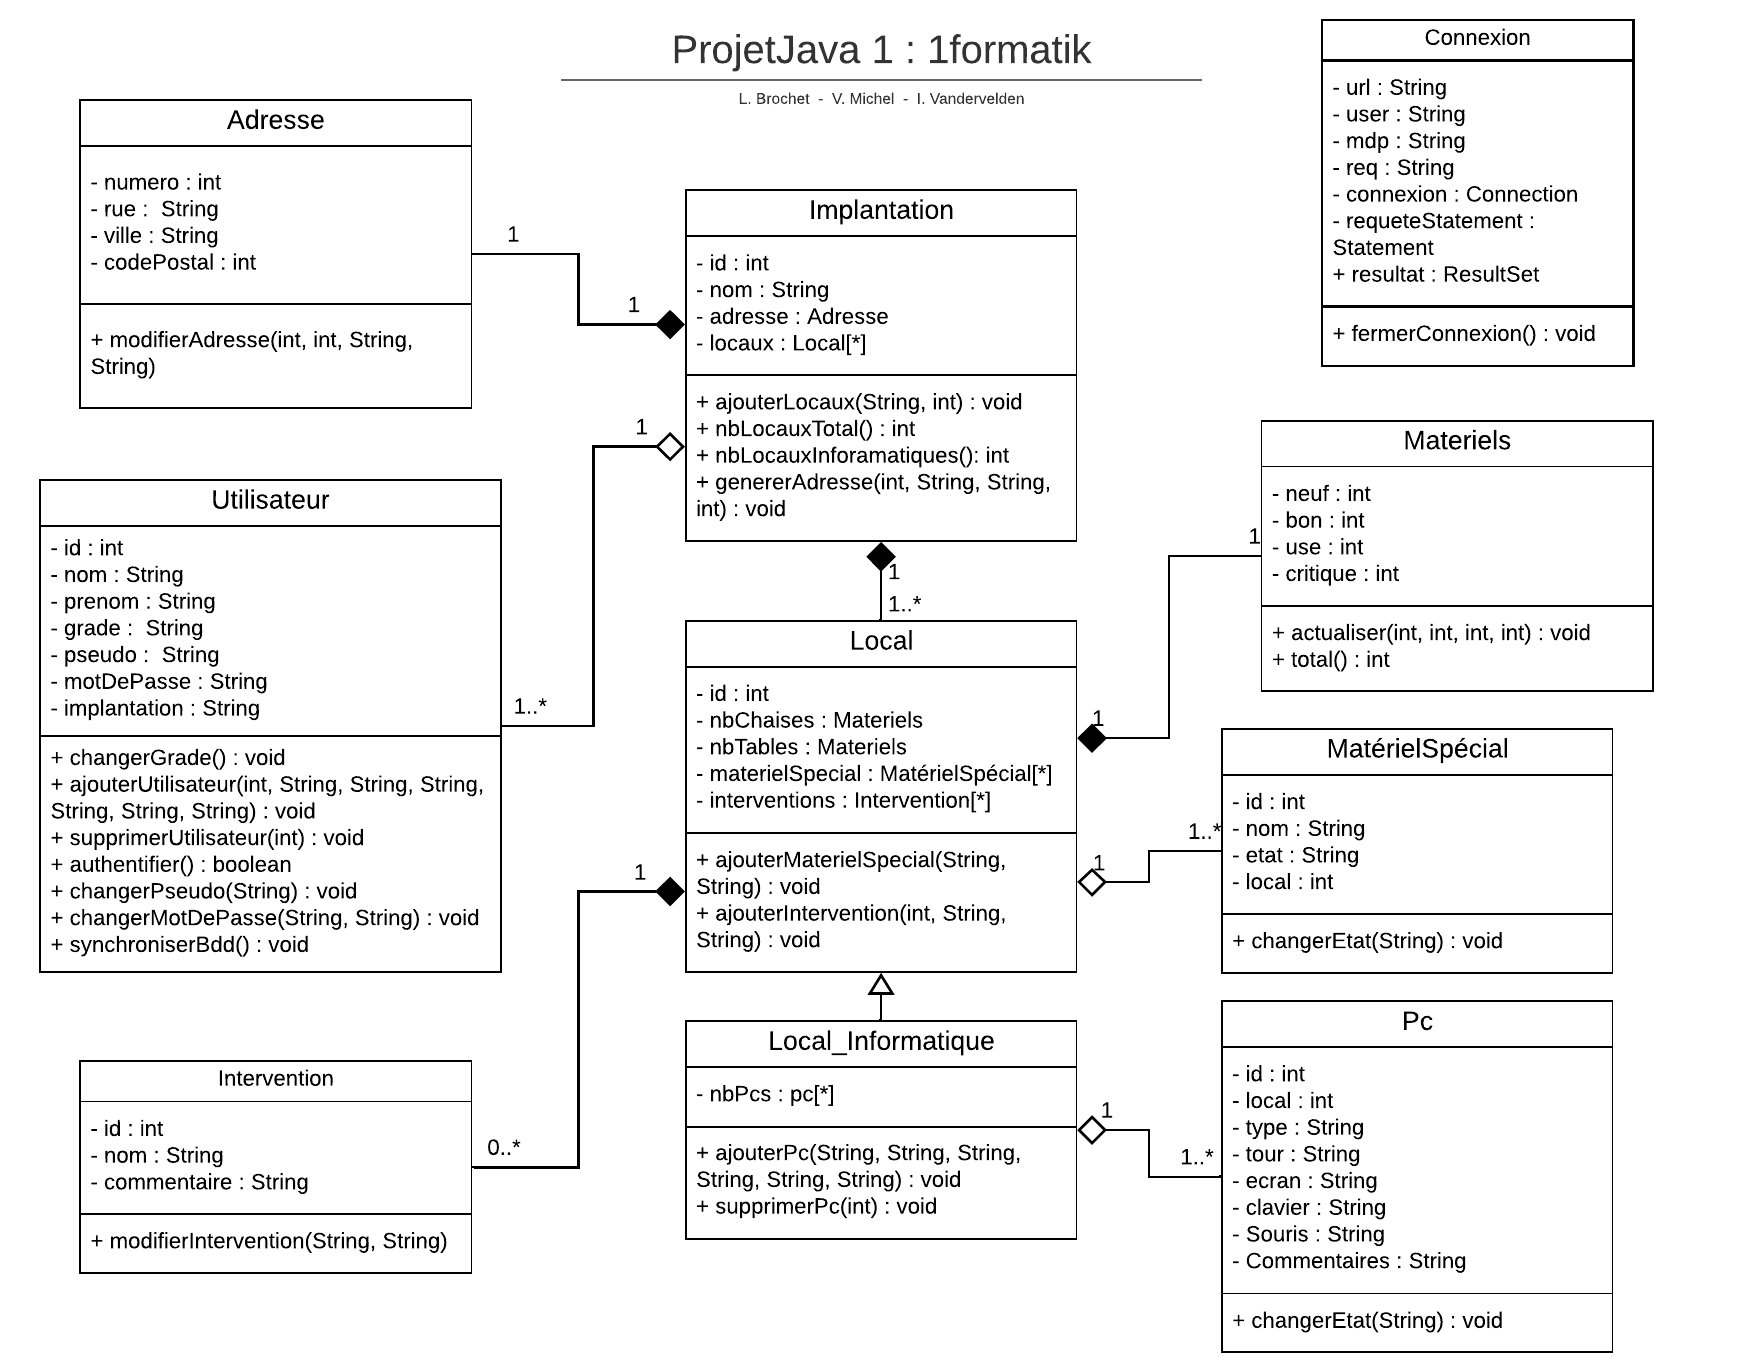 ProjetJava 1 : 1formatik
L. Brochet - V. Michel - I. Vandervelden
Connexion
- url : String
- user : String
- mdp : String
- req : String
- connexion : Connection
- requeteStatement :
Statement
+ resultat : ResultSet
+ fermerConnexion() : void
Adresse
- numero : int
- rue :  String
- ville : String
- codePostal : int
+ modifierAdresse(int, int, String,
String)
1
1
Implantation
- id : int
- nom : String
- adresse : Adresse
- locaux : Local[*]
+ ajouterLocaux(String, int) : void
+ nbLocauxTotal() : int
+ nbLocauxInforamatiques(): int
+ genererAdresse(int, String, String,
int) : void
1
1..*
1
1..*
Utilisateur
- id : int
- nom : String
- prenom : String
- grade :  String
- pseudo :  String
- motDePasse : String
- implantation : String
+ changerGrade() : void
+ ajouterUtilisateur(int, String, String, String,
String, String, String) : void
+ supprimerUtilisateur(int) : void
+ authentifier() : boolean
+ changerPseudo(String) : void
+ changerMotDePasse(String, String) : void
+ synchroniserBdd() : void
Local
- id : int
- nbChaises : Materiels
- nbTables : Materiels
- materielSpecial : MatérielSpécial[*]
- interventions : Intervention[*]
+ ajouterMaterielSpecial(String,
String) : void
+ ajouterIntervention(int, String,
String) : void
1
1
Materiels
- neuf : int
- bon : int
- use : int
- critique : int
+ actualiser(int, int, int, int) : void
+ total() : int
1
1..*
MatérielSpécial
- id : int
- nom : String
- etat : String
- local : int
+ changerEtat(String) : void
1
0..*
Intervention
- id : int
- nom : String
- commentaire : String
+ modifierIntervention(String, String)
Local_Informatique
- nbPcs : pc[*]
+ ajouterPc(String, String, String,
String, String, String) : void
+ supprimerPc(int) : void
1
1..*
Pc
- id : int
- local : int
- type : String
- tour : String
- ecran : String
- clavier : String
- Souris : String
- Commentaires : String
+ changerEtat(String) : void